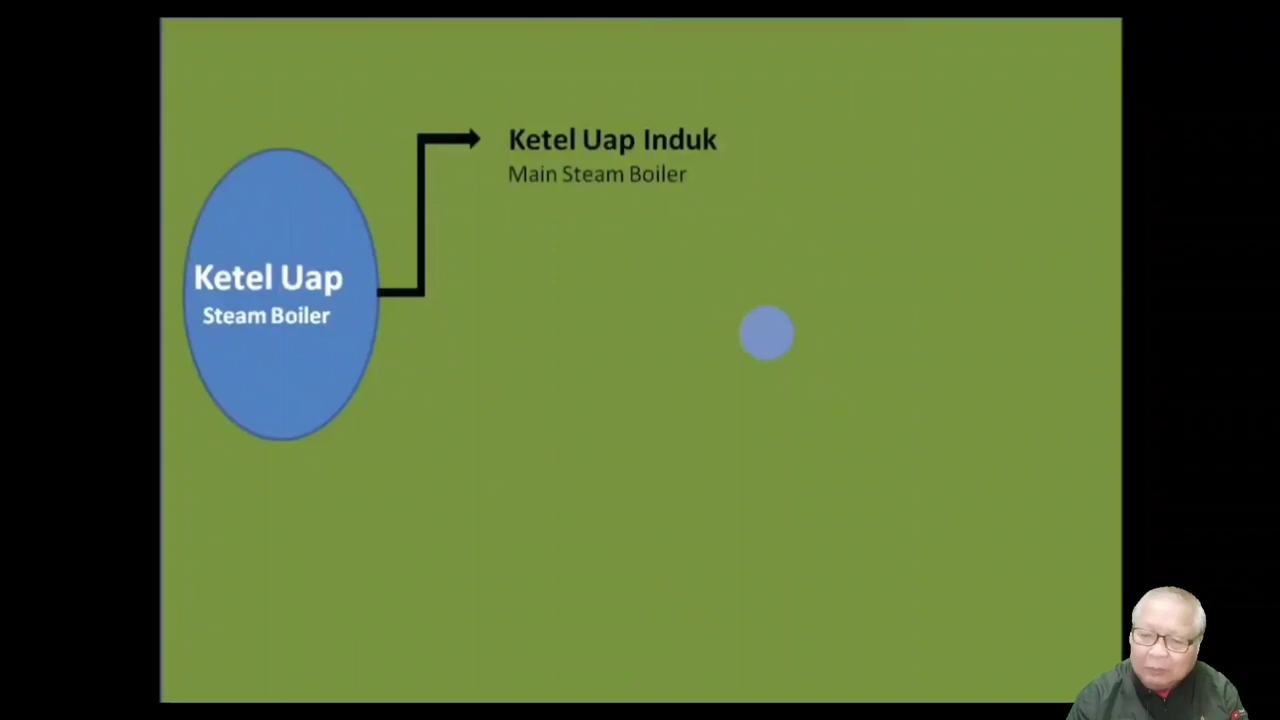 Ketel Uap Induk
Main Steam Boiler
Ketel Uap
Steam Boiler